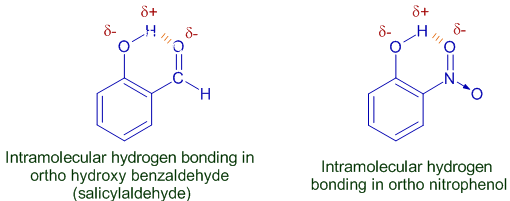 δ+
δ-
H
δ-
O
O
C
H
Intramolecular hydrogen bonding in
ortho hydroxy benzaldehyde
(salicylaldehyde)
δ+
δ-
H
δ-
O
O
N
O
Intramolecular hydrogen
bonding in ortho nitrophenol